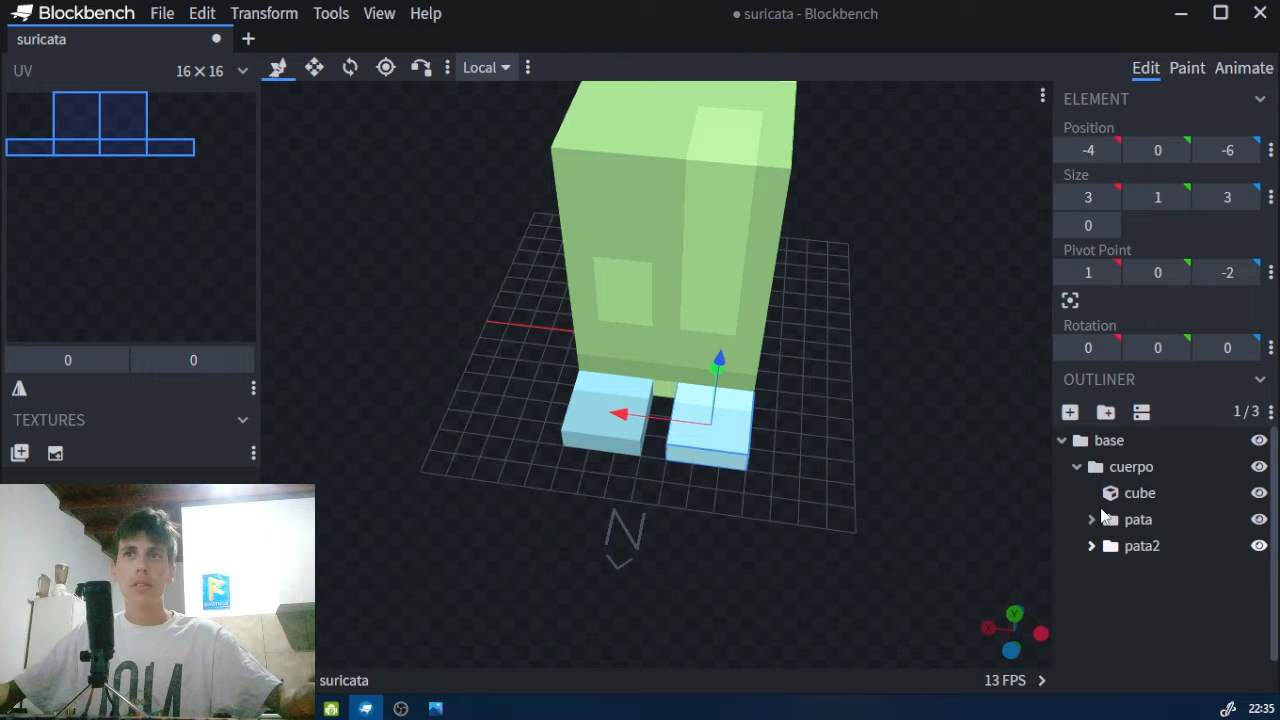 Blockbench File Edit Transform Tools View Help
suricata - Blockbench
suricata
UV 16 × 16
Local
Edit Paint Animate
ELEMENT
Position
-4 0 -6
Size
3 1 3
0
Pivot Point
1 0 -2
Rotation
0 0 0
0 0
TEXTURES
OUTLINER
1 / 3
base
cuerpo
cube
pata
pata2
N
X
Y
suricata
13 FPS
22:35